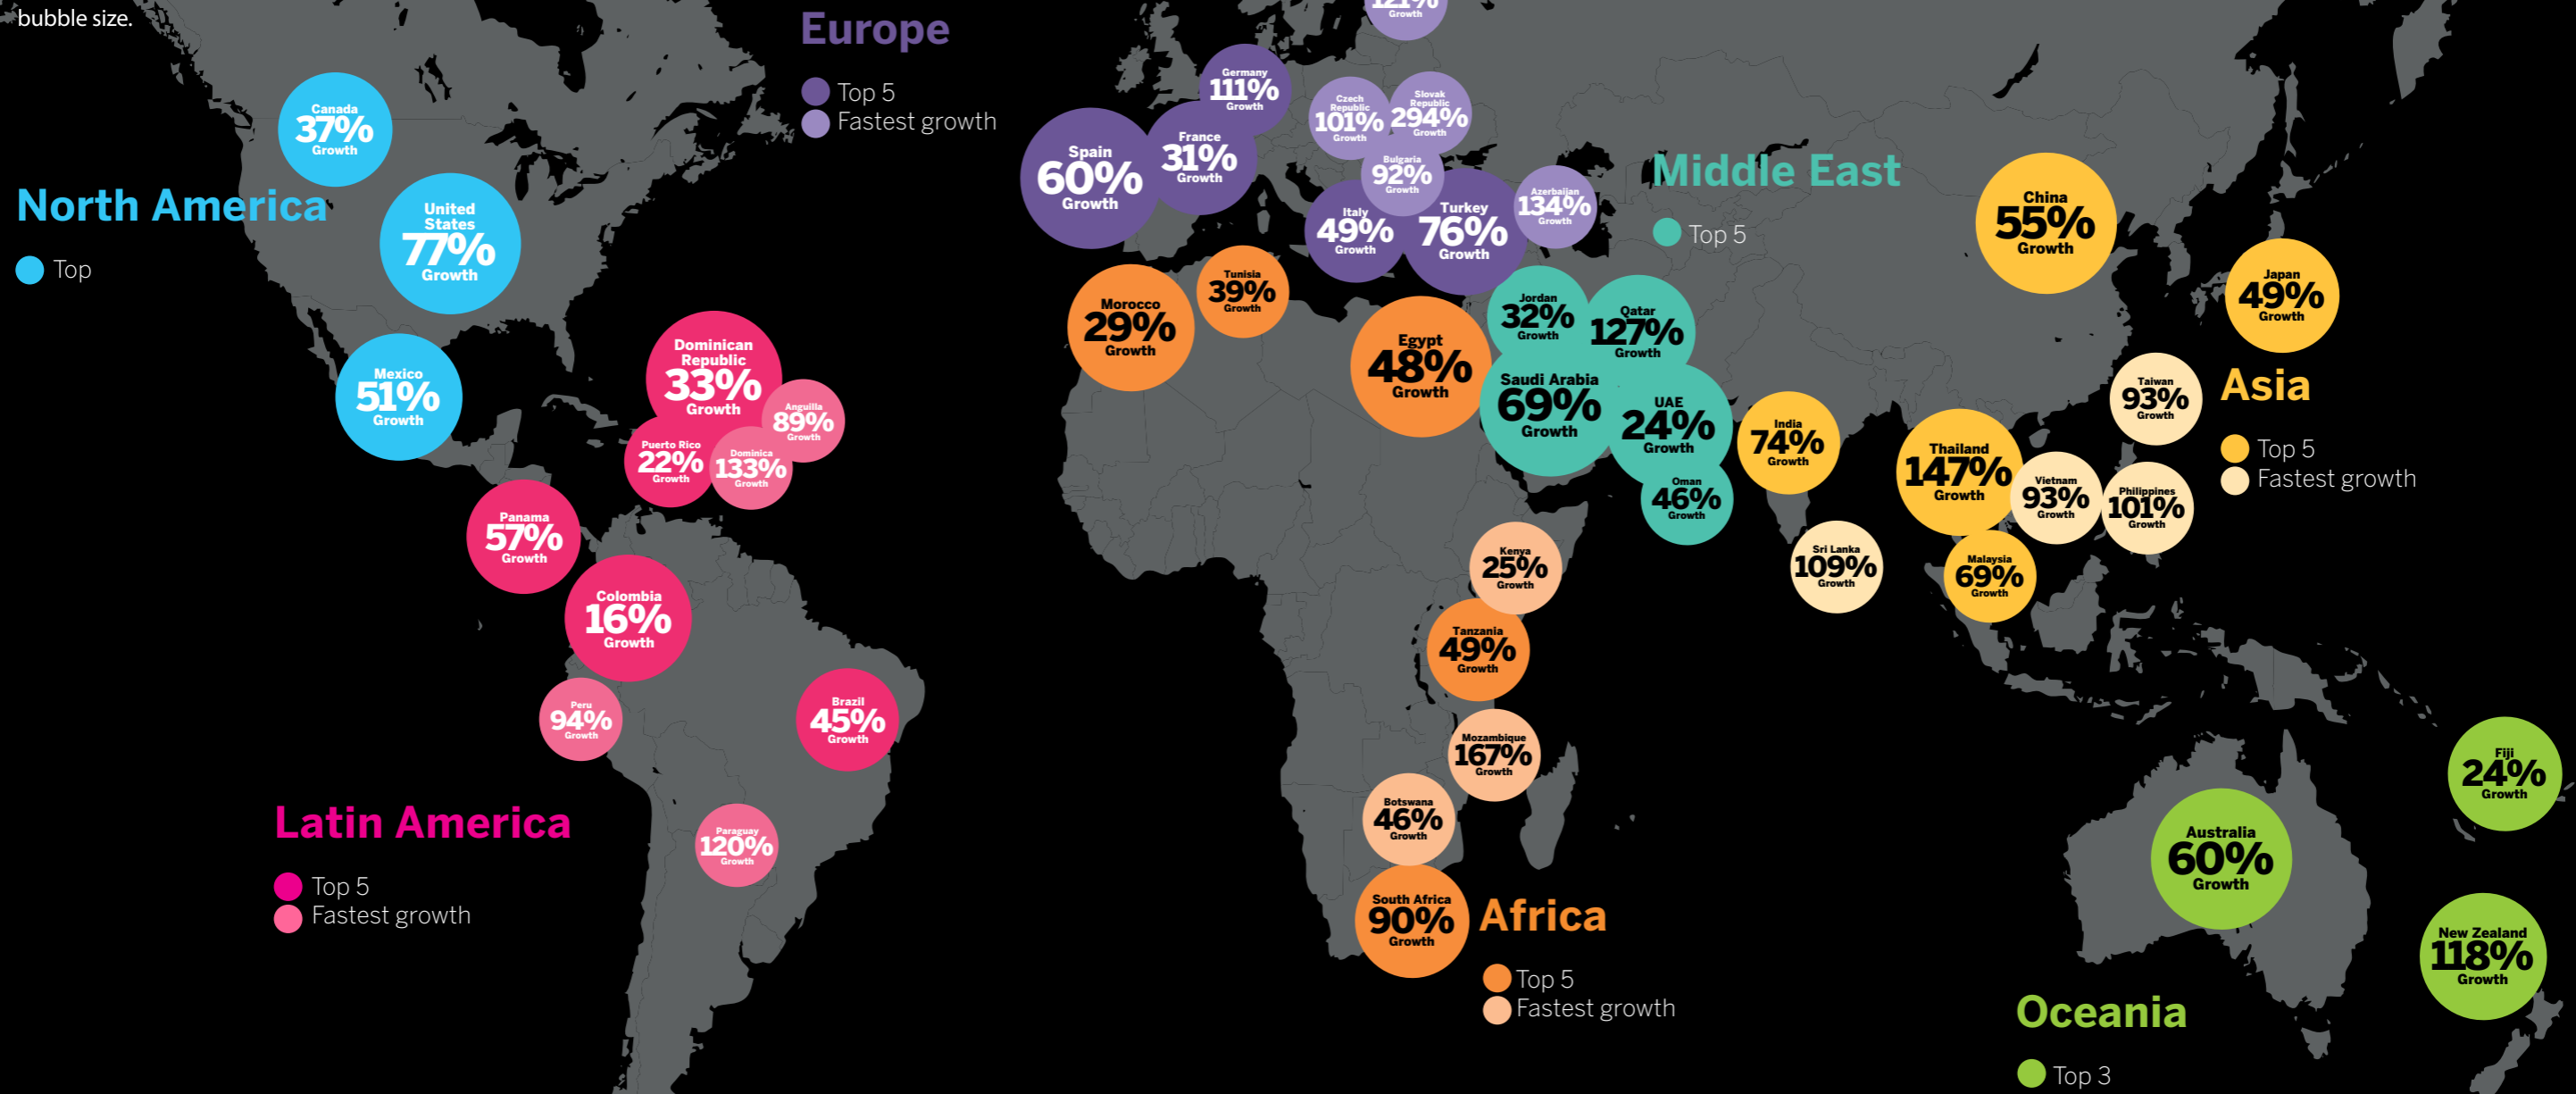 bubble size.
Europe
Top 5
Fastest growth
121%
Growth
Germany
111%
Growth
Czech
Republic
101%
Growth
Slovak
Republic
294%
Growth
Spain
60%
Growth
France
31%
Growth
Bulgaria
92%
Growth
Italy
49%
Growth
Turkey
76%
Growth
Azerbaijan
134%
Growth
North America
Top
Canada
37%
Growth
United
States
77%
Growth
Mexico
51%
Growth
Middle East
Top 5
Jordan
32%
Growth
Qatar
127%
Growth
Saudi Arabia
69%
Growth
UAE
24%
Growth
Oman
46%
Growth
China
55%
Growth
Japan
49%
Growth
Taiwan
93%
Growth
Asia
Top 5
Fastest growth
India
74%
Growth
Thailand
147%
Growth
Vietnam
93%
Growth
Philippines
101%
Growth
Sri Lanka
109%
Growth
Malaysia
69%
Growth
Dominican
Republic
33%
Growth
Anguilla
89%
Growth
Puerto Rico
22%
Growth
Dominica
133%
Growth
Panama
57%
Growth
Colombia
16%
Growth
Peru
94%
Growth
Brazil
45%
Growth
Paraguay
120%
Growth
Latin America
Top 5
Fastest growth
Morocco
29%
Growth
Tunisia
39%
Growth
Egypt
48%
Growth
Kenya
25%
Growth
Tanzania
49%
Growth
Mozambique
167%
Growth
Botswana
46%
Growth
South Africa
90%
Growth
Africa
Top 5
Fastest growth
Fiji
24%
Growth
Australia
60%
Growth
New Zealand
118%
Growth
Oceania
Top 3